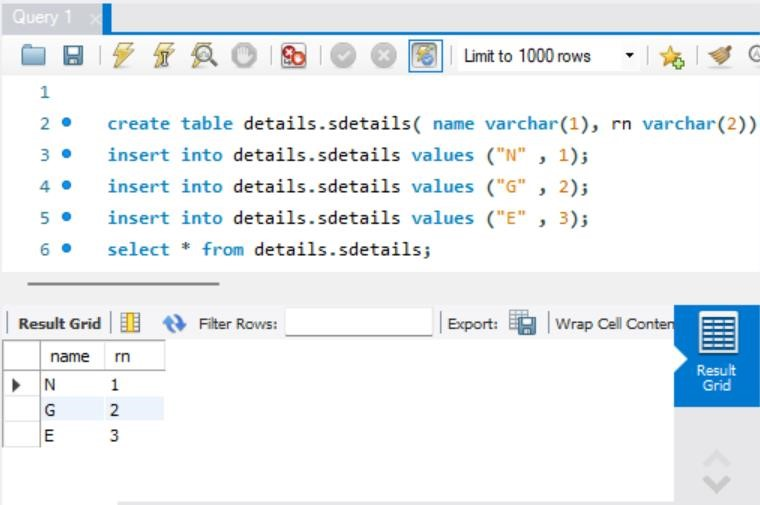 Query 1
Limit to 1000 rows
1
2 create table details.sdetails( name varchar(1), rn varchar(2))
3 insert into details.sdetails values ("N" , 1);
4 insert into details.sdetails values ("G" , 2);
5 insert into details.sdetails values ("E" , 3);
6 select * from details.sdetails;
Result Grid Filter Rows: Export: Wrap Cell Conten
Result
Grid
name rn
N 1
G 2
E 3